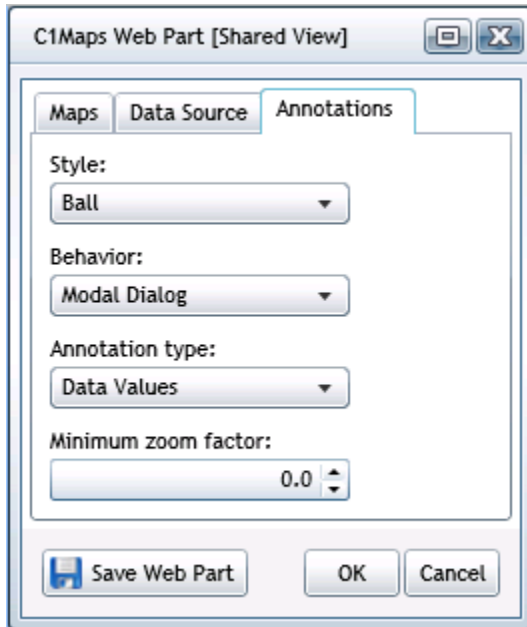 C1Maps Web Part [Shared View]
Maps Data Source Annotations
Style:
Ball
Behavior:
Modal Dialog
Annotation type:
Data Values
Minimum zoom factor:
0.0
Save Web Part OK Cancel